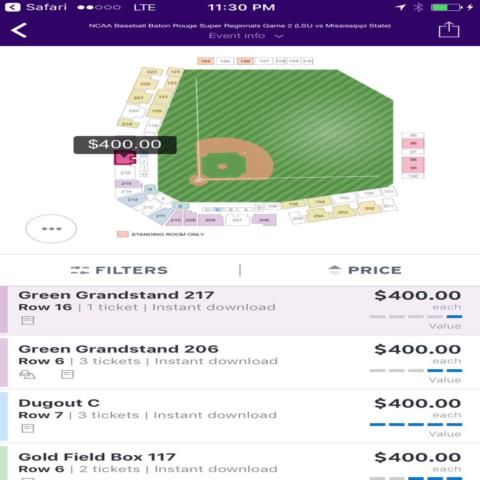 Safari LTE 11:30 PM
NCAA Baseball Baton Rouge Super Regionals Game 2 (LSU vs Mississippi State)
Event info
$400.00
STANDING ROOM ONLY
FILTERS | PRICE
Green Grandstand 217 $400.00
Row 16 | 1 ticket | Instant download each
Value
Green Grandstand 206 $400.00
Row 6 | 3 tickets | Instant download each
Value
Dugout C $400.00
Row 7 | 3 tickets | Instant download each
Value
Gold Field Box 117 $400.00
Row 6 | 2 tickets | Instant download each